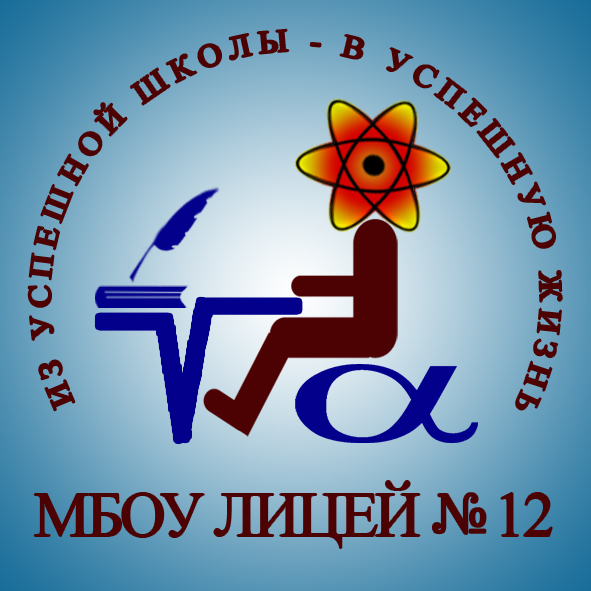 ИЗ УСПЕШНОЙ ШКОЛЫ - В УСПЕШНУЮ ЖИЗНЬ
α
МБОУ ЛИЦЕЙ № 12